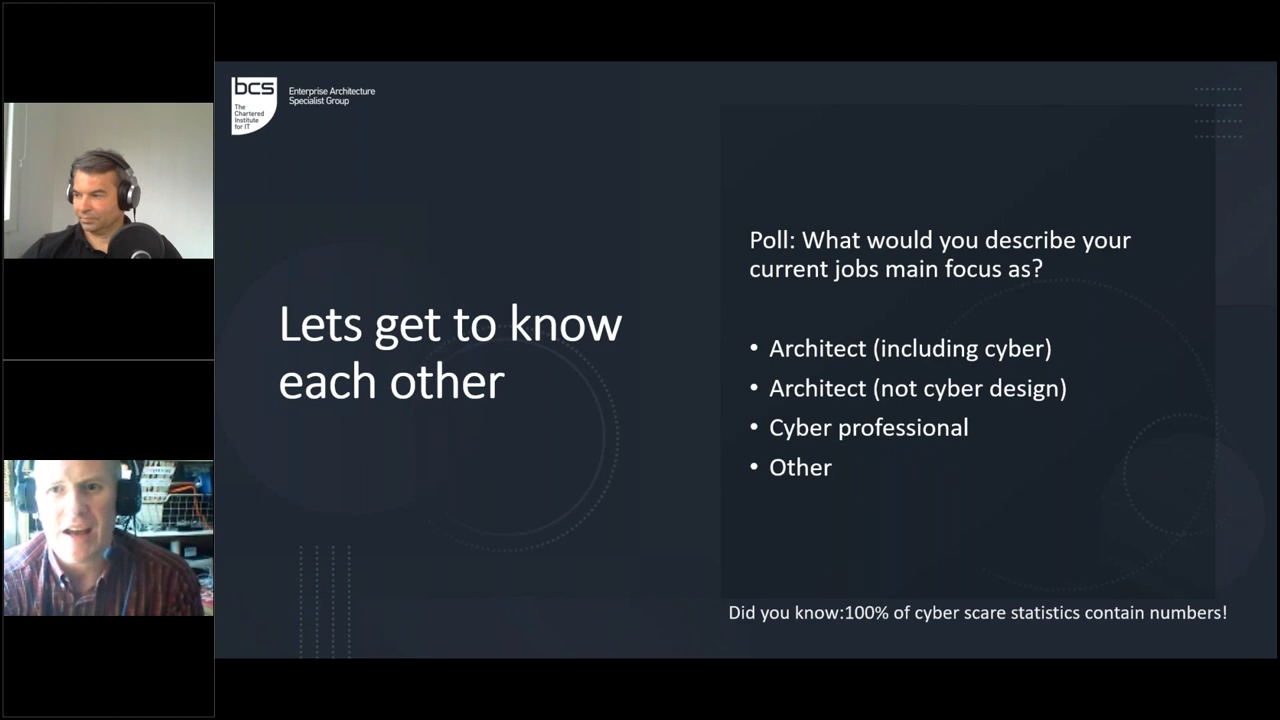 bcs
The
Chartered
Institute
for IT
Enterprise Architecture
Specialist Group
Lets get to know
each other
Poll: What would you describe your
current jobs main focus as?
• Architect (including cyber)
• Architect (not cyber design)
• Cyber professional
• Other
Did you know:100% of cyber scare statistics contain numbers!